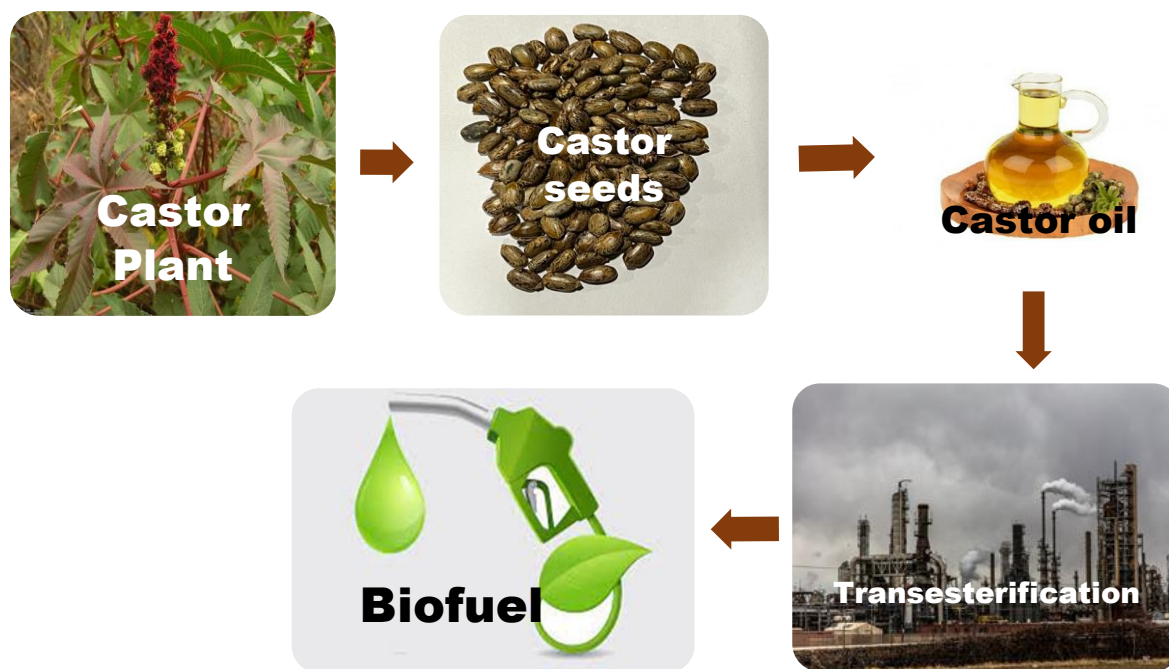 Castor
Plant
Castor
seeds
Castor oil
Transesterification
Biofuel